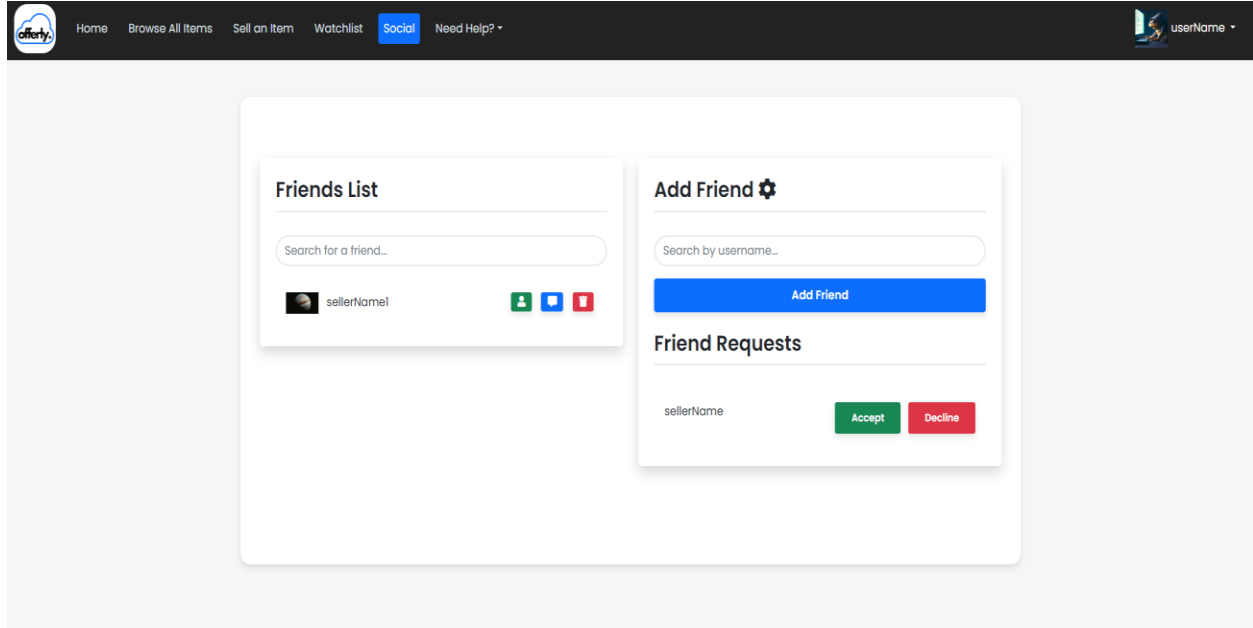 offerly.
Home Browse All Items Sell an Item Watchlist Social Need Help? userName
Friends List
Search for a friend...
sellerName1
Add Friend
Search by username...
Add Friend
Friend Requests
sellerName Accept Decline